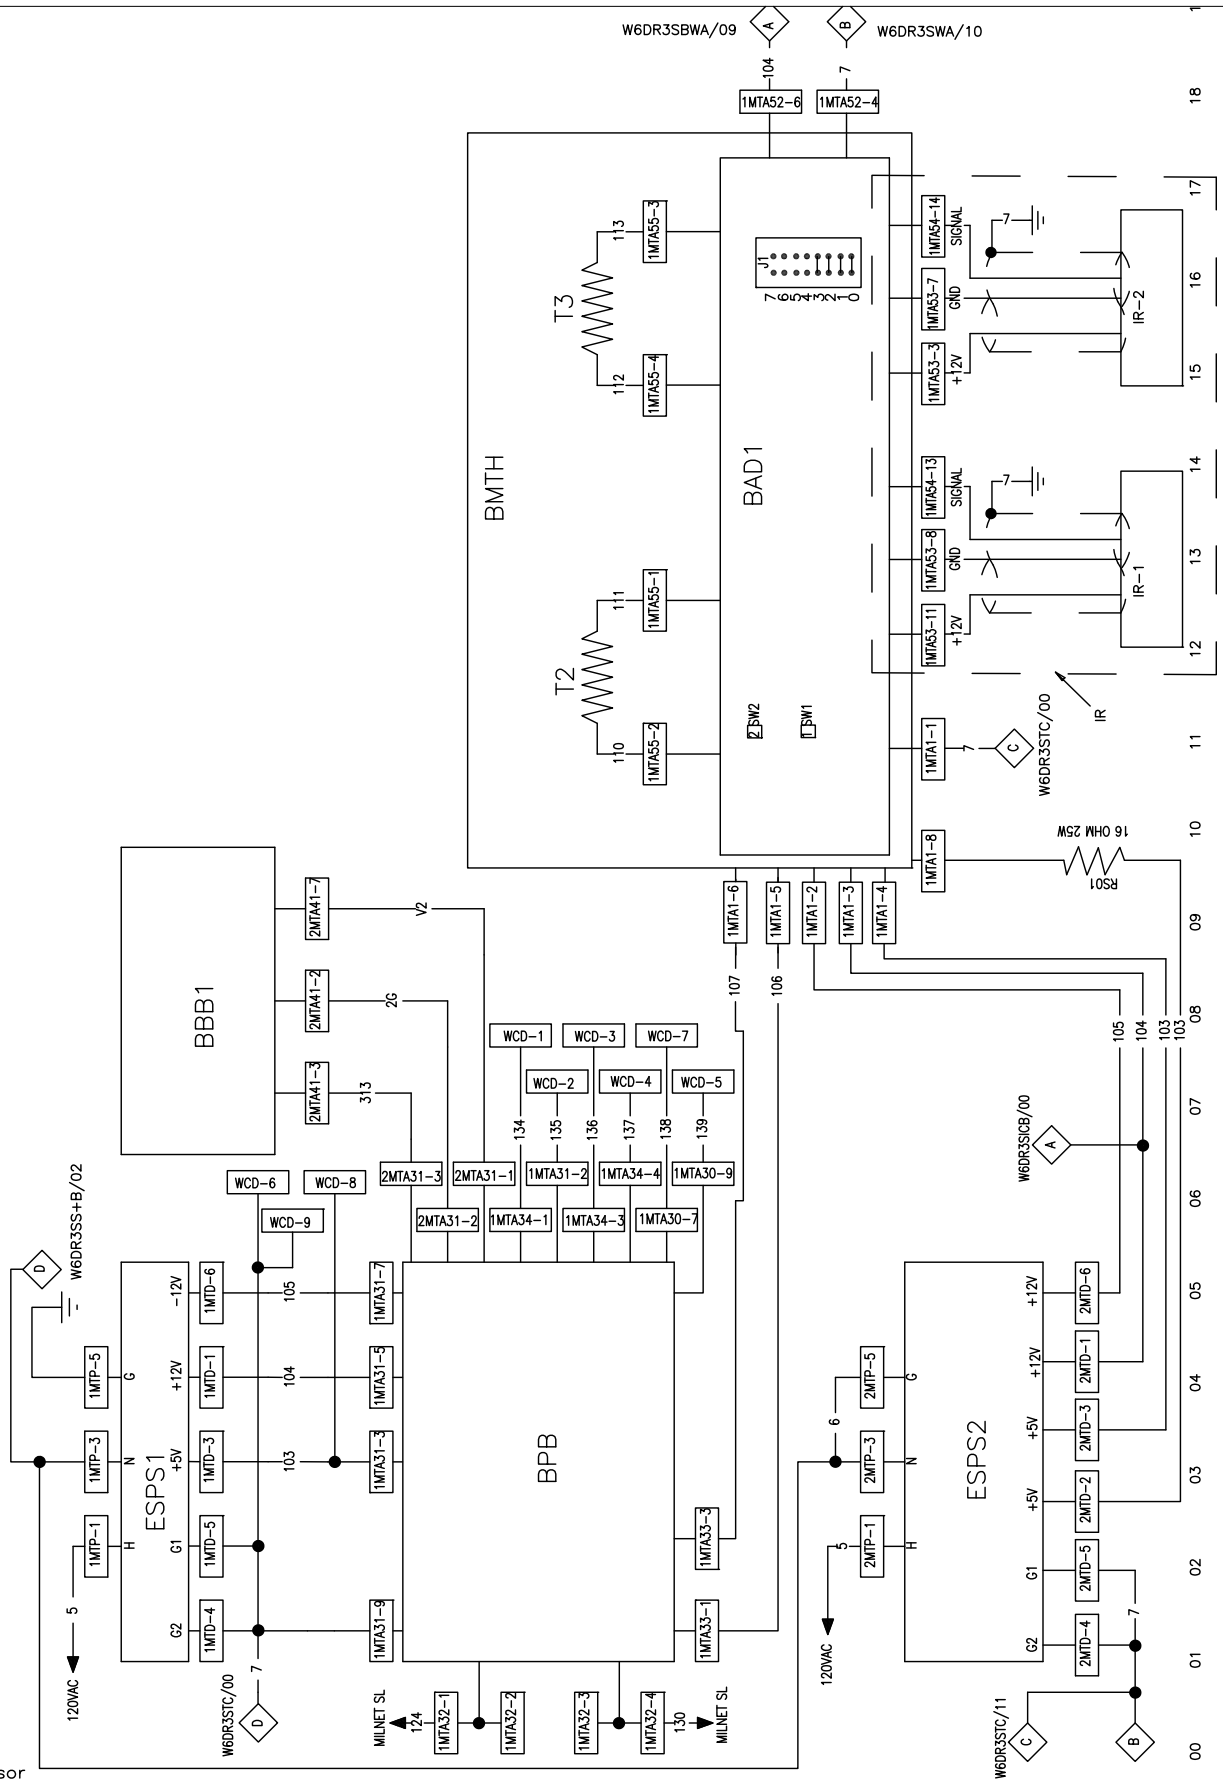 W6DR3SBWA/09
A
B
W6DR3SWA/10
1
104
7
18
1MTA52-6
1MTA52-4
17
113
1MTA55-3
1MTA54-14
SIGNAL
7
J1
7
6
5
4
3
2
1
0
T3
16
1MTA53-7
GND
IR-2
112
1MTA55-4
1MTA53-3
+12V
15
BMTH
BAD1
14
1MTA54-13
SIGNAL
7
13
1MTA53-8
GND
IR-1
111
1MTA55-1
1MTA53-11
+12V
12
T2
2 SW2
1 SW1
IR
110
1MTA55-2
1MTA1-1
7
C
W6DR3STC/00
11
10
1MTA1-8
16 OHM 25W
RS01
BBB1
2MTA41-7
V2
1MTA1-6
1MTA1-5
1MTA1-2
1MTA1-3
1MTA1-4
09
2MTA41-2
2G
107
106
08
WCD-1
WCD-3
WCD-7
105
104
103
103
2MTA41-3
313
WCD-2
WCD-4
WCD-5
07
134
135
136
137
138
139
W6DR3SICB/00
A
WCD-6
WCD-8
2MTA31-3
2MTA31-1
1MTA31-2
1MTA34-4
1MTA30-9
06
WCD-9
2MTA31-2
1MTA34-1
1MTA34-3
1MTA30-7
D
W6DR3SS+B/02
-12V
1MTD-6
105
1MTA31-7
+12V
2MTD-6
05
1MTP-5
G
+12V
1MTD-1
104
1MTA31-5
2MTP-5
G
+12V
2MTD-1
04
6
+5V
2MTD-3
1MTP-3
N
+5V
1MTD-3
103
1MTA31-3
BPB
2MTP-3
N
ESPS2
+5V
2MTD-2
03
ESPS1
1MTP-1
H
G1
1MTD-5
1MTA33-3
5
2MTP-1
H
G1
2MTD-5
02
5
120VAC
G2
1MTD-4
1MTA31-9
1MTA33-1
120VAC
G2
2MTD-4
7
01
7
W6DR3STC/00
D
MILNET SL
124
1MTA32-1
1MTA32-2
1MTA32-3
1MTA32-4
130
MILNET SL
W6DR3STC/11
C
B
00
sor